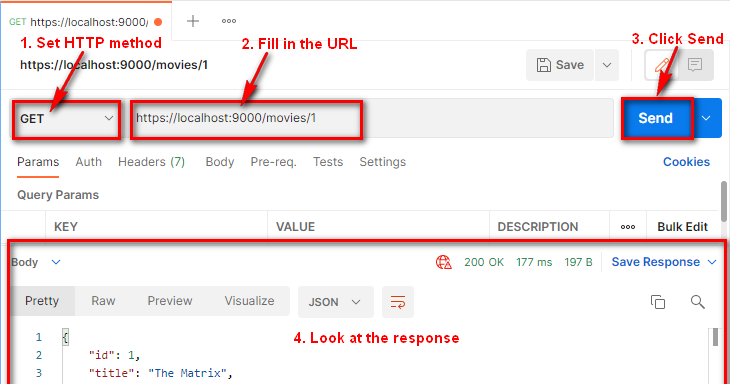 GET https://localhost:9000/
1. Set HTTP method
2. Fill in the URL
3. Click Send
https://localhost:9000/movies/1
Save
GET
https://localhost:9000/movies/1
Send
Params Auth Headers (7) Body Pre-req. Tests Settings Cookies
Query Params
KEY VALUE DESCRIPTION Bulk Edit
Body 200 OK 177 ms 197 B Save Response
Pretty Raw Preview Visualize JSON
4. Look at the response
1 {
2 "id": 1,
3 "title": "The Matrix",